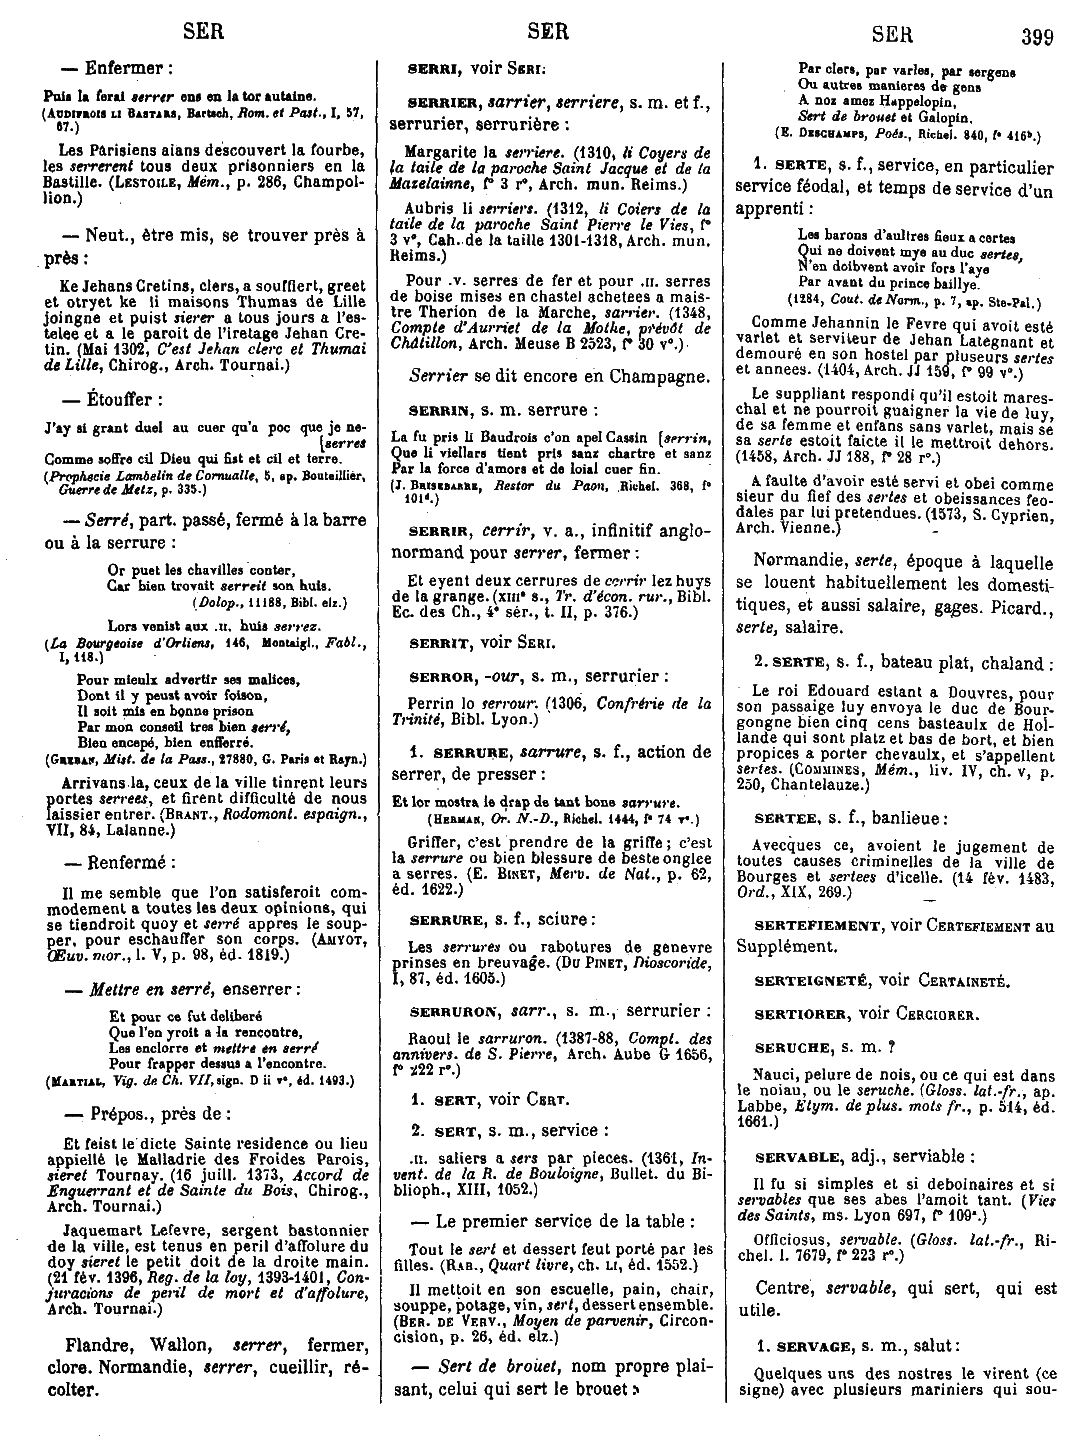 SER
SER
SER
399
— Enfermer :
Puis la ferai serrer ens en la tor autaine.
(AUDIFROIS LI BASTARS, Bartsch, Rom. et Past., I, 57,
67.)
Les Parisiens aians descouvert la fourbe,
les serrerent tous deux prisonniers en la
Bastille. (LESTOILE, Mém., p. 286, Champol-
lion.)
— Neut., être mis, se trouver près à
près :
Ke Jehans Cretins, clers, a souffiert, greet
et otryet ke li maisons Thumas de Lille
joingne et puist sierer a tous jours a l'es-
telee et a le paroit de l'iretage Jehan Cre-
tin. (Mai 1302, C'est Jehan clerc et Thumai
de Lille, Chirog., Arch. Tournai.)
— Étouffer :
J'ay si grant duel au cuer qu'a poc que je ne
[serres
Comme soffre cil Dieu qui fist et cil et terre.
(Prophecie Lambelin de Cornualle, 5, ap. Bouteillier,
Guerre de Metz, p. 335.)
— Serré, part. passé, fermé à la barre
ou à la serrure :
Or puet les chavilles conter,
Car bien trovait serreit son huis.
(Dolop., 11188, Bibl. elz.)
Lors venist aux .II. huis serrez.
(La Bourgeoise d'Orliens, 146, Montaigl., Fabl.,
I, 118.)
Pour mieulx advertir ses malices,
Dont il y peust avoir foison,
Il soit mis en bonne prison
Par mon conseil tres bien serré,
Bien encepé, bien enfferré.
(GREBAN, Mist. de la Pass., 27880, G. Paris et Rayn.)
Arrivans la, ceux de la ville tinrent leurs
portes serrees, et firent difficulté de nous
laissier entrer. (BRANT., Rodomont. espaign.,
VII, 84, Lalanne.)
— Renfermé :
Il me semble que l'on satisferoit com-
modement a toutes les deux opinions, qui
se tiendroit quoy et serré appres le soup-
per, pour eschauffer son corps. (AMYOT,
Œuv. mor., l. V, p. 98, éd. 1819.)
— Mettre en serré, enserrer :
Et pour ce fut deliberé
Que l'en yroit a la rencontre,
Les enclorre et mettre en serré
Pour frapper dessus a l'encontre.
(MARTIAL, Vig. de Ch. VII, sign. D ii v°, éd. 1493.)
— Prépos., près de :
Et feist le dicte Sainte residence ou lieu
appiellé le Malladrie des Froides Parois,
sieret Tournay. (16 juill. 1373, Accord de
Enguerrant et de Sainte du Bois, Chirog.,
Arch. Tournai.)
Jaquemart Lefevre, sergent bastonnier
de la ville, est tenus en peril d'affolure du
doy sieret le petit doit de la droite main.
(21 fév. 1396, Reg. de la loy, 1393-1401, Con-
juracions de peril de mort et d'affolure,
Arch. Tournai.)
Flandre, Wallon, serrer, fermer,
clore. Normandie, serrer, cueillir, ré-
colter.
SERRI, voir SERI.
SERRIER, sarrier, serriere, s. m. et f.,
serrurier, serrurière :
Margarite la serriere. (1310, li Coyers de
la taile de la paroche Saint Jacque et de la
Mazelainne, f° 3 r°, Arch. mun. Reims.)
Aubris li serriers. (1312, li Coiers de la
taile de la paroche Saint Pierre le Vies, f°
3 v°, Cah. de la taille 1301-1318, Arch. mun.
Reims.)
Pour .V. serres de fer et pour .II. serres
de boise mises en chastel achetees a mais-
tre Therion de la Marche, sarrier. (1348,
Compte d'Aurriet de la Mothe, prévôt de
Châtillon, Arch. Meuse B 2523, f° 30 v°.)
Serrier se dit encore en Champagne.
SERRIN, s. m. serrure :
La fu pris li Baudrois c'on apel Cassin [serrin,
Que li viellars tient pris sanz chartre et sanz
Par la force d'amors et de loial cuer fin.
(J. BRISEBARRE, Restor du Paon, Richel. 368, f°
101d.)
SERRIR, cerrir, v. a., infinitif anglo-
normand pour serrer, fermer :
Et eyent deux cerrures de cerrir lez huys
de la grange. (XIIIe s., Tr. d'écon. rur., Bibl.
Ec. des Ch., 4e sér., t. II, p. 376.)
SERRIT, voir SERI.
SERROR, -our, s. m., serrurier :
Perrin lo serrour. (1306, Confrérie de la
Trinité, Bibl. Lyon.)
1. SERRURE, sarrure, s. f., action de
serrer, de presser :
Et lor mostra le drap de tant bone sarrure.
(HERMAN, Or. N.-D., Richel. 1444, f° 74 v°.)
Griffer, c'est prendre de la griffe ; c'est
la serrure ou bien blessure de beste onglee
a serres. (E. BINET, Merv. de Nat., p. 62,
éd. 1622.)
SERRURE, s. f., sciure :
Les serrures ou rabotures de genevre
prinses en breuvage. (DU PINET, Dioscoride,
I, 87, éd. 1605.)
SERRURON, sarr., s. m., serrurier :
Raoul le sarruron. (1387-88, Compt. des
annivers. de S. Pierre, Arch. Aube G 1656,
f° 222 r°.)
1. SERT, voir CERT.
2. SERT, s. m., service :
.II. saliers a sers par pieces. (1361, In-
vent. de la R. de Bouloigne, Bullet. du Bi-
blioph., XIII, 1052.)
— Le premier service de la table :
Tout le sert et dessert feut porté par les
filles. (RAB., Quart livre, ch. LI, éd. 1552.)
Il mettoit en son escuelle, pain, chair,
souppe, potage, vin, sert, dessert ensemble.
(BER. DE VERV., Moyen de parvenir, Circon-
cision, p. 26, éd. elz.)
— Sert de brouet, nom propre plai-
sant, celui qui sert le brouet :
Par clers, par varles, par sergens
Ou autres manieres de gens
A noz amez Happelopin,
Sert de brouet et Galopin.
(E. DESCHAMPS, Poés., Richel. 840, f° 416b.)
1. SERTE, s. f., service, en particulier
service féodal, et temps de service d'un
apprenti :
Les barons d'aultres fieux a certes
Qui ne doivent mye au duc sertes,
N'en doibvent avoir fors l'aye
Par avant du prince baillye.
(1284, Cout. de Norm., p. 7, ap. Ste-Pal.)
Comme Jehannin le Fevre qui avoit esté
varlet et serviteur de Jehan Lategnant et
demouré en son hostel par pluseurs sertes
et annees. (1404, Arch. JJ 159, f° 99 v°.)
Le suppliant respondi qu'il estoit mares-
chal et ne pourroit guaigner la vie de luy,
de sa femme et enfans sans varlet, mais se
sa serte estoit faicte il le mettroit dehors.
(1458, Arch. JJ 188, f° 28 r°.)
A faulte d'avoir esté servi et obei comme
sieur du fief des sertes et obeissances feo-
dales par lui pretendues. (1573, S. Cyprien,
Arch. Vienne.)
Normandie, serte, époque à laquelle
se louent habituellement les domesti-
tiques, et aussi salaire, gages. Picard.,
serte, salaire.
2. SERTE, s. f., bateau plat, chaland :
Le roi Edouard estant a Douvres, pour
son passaige luy envoya le duc de Bour-
gongne bien cinq cens basteaulx de Hol-
lande qui sont platz et bas de bort, et bien
propices a porter chevaulx, et s'appellent
sertes. (COMMINES, Mém., liv. IV, ch. V, p.
250, Chantelauze.)
SERTEE, s. f., banlieue :
Avecques ce, avoient le jugement de
toutes causes criminelles de la ville de
Bourges et sertees d'icelle. (14 fév. 1483,
Ord., XIX, 269.)
SERTEFIEMENT, voir CERTEFIEMENT au
Supplément.
SERTEIGNETÉ, voir CERTAINETÉ.
SERTIORER, voir CERCIORER.
SERUCHE, s. m. ?
Nauci, pelure de nois, ou ce qui est dans
le noiau, ou le seruche. (Gloss. lat.-fr., ap.
Labbe, Etym. de plus. mots fr., p. 514, éd.
1661.)
SERVABLE, adj., serviable :
Il fu si simples et si deboinaires et si
servables que ses abes l'amoit tant. (Vies
des Saints, ms. Lyon 697, f° 109a.)
Officiosus, servable. (Gloss. lat.-fr., Ri-
chel. l. 7679, f° 223 r°.)
Centre, servable, qui sert, qui est
utile.
1. SERVAGE, s. m., salut :
Quelques uns des nostres le virent (ce
signe) avec plusieurs mariniers qui sou-